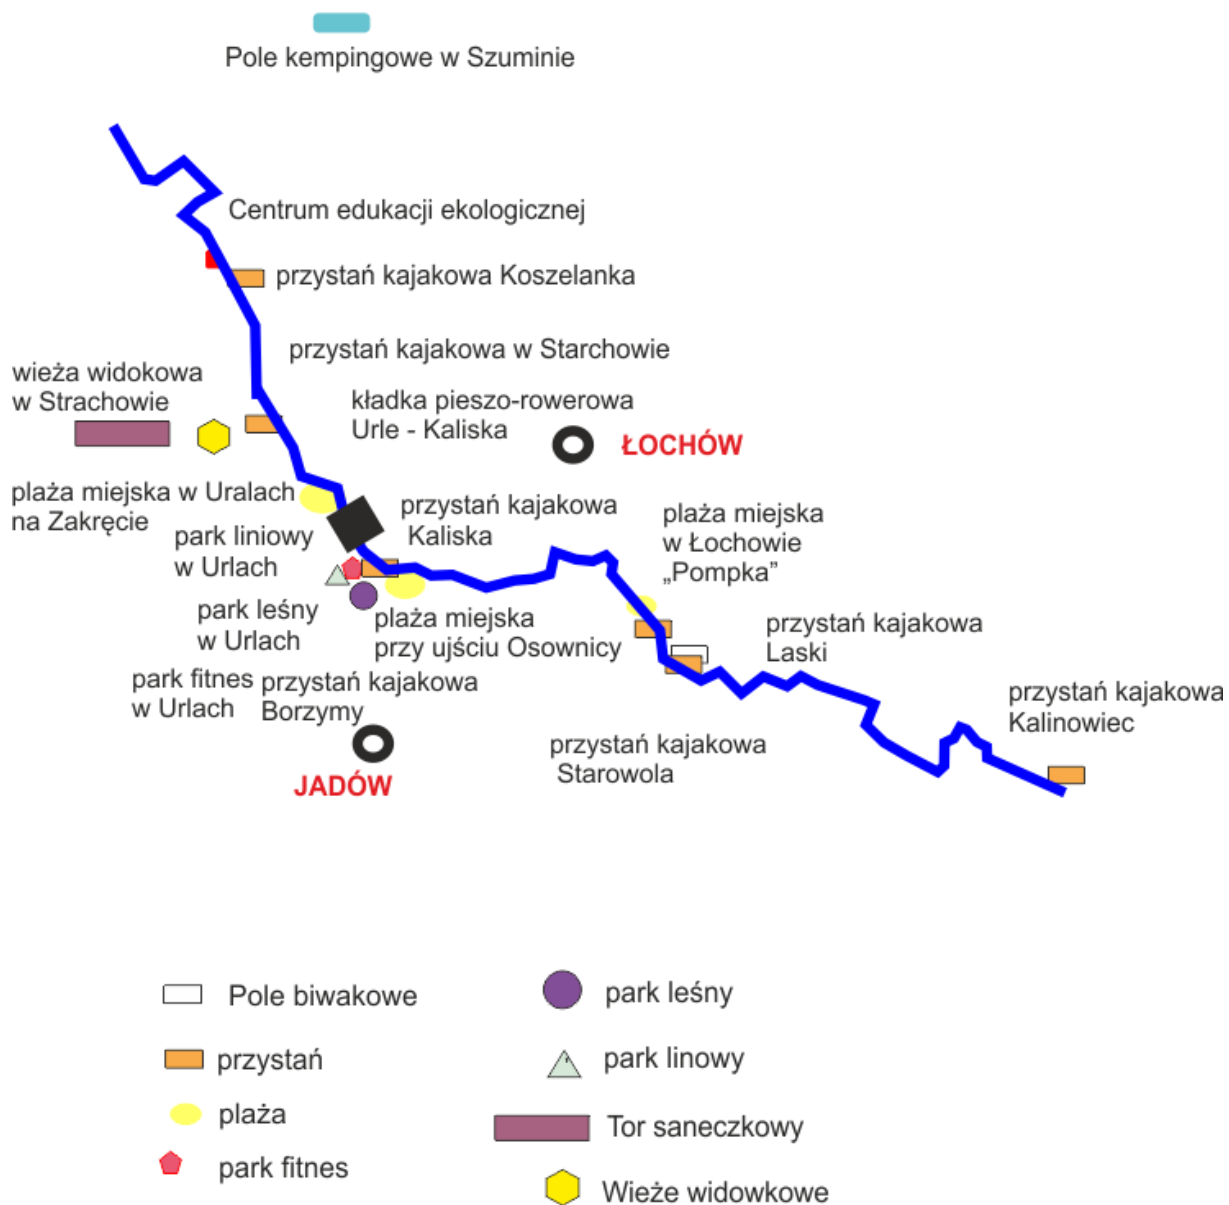 Pole kempingowe w Szuminie
Centrum edukacji ekologicznej
przystań kajakowa Koszelanka
przystań kajakowa w Starchowie
wieża widokowa
w Strachowie
kładka pieszo-rowerowa
Urle - Kaliska
ŁOCHÓW
plaża miejska w Uralach
na Zakręcie
przystań kajakowa
Kaliska
plaża miejska
w Łochowie
„Pompka”
park liniowy
w Urlach
park leśny
w Urlach
plaża miejska
przy ujściu Osownicy
przystań kajakowa
Laski
park fitnes
w Urlach
przystań kajakowa
Borzymy
przystań kajakowa
Kalinowiec
przystań kajakowa
Starowola
JADÓW
Pole biwakowe
przystań
plaża
park fitnes
park leśny
park linowy
Tor saneczkowy
Wieże widowkowe